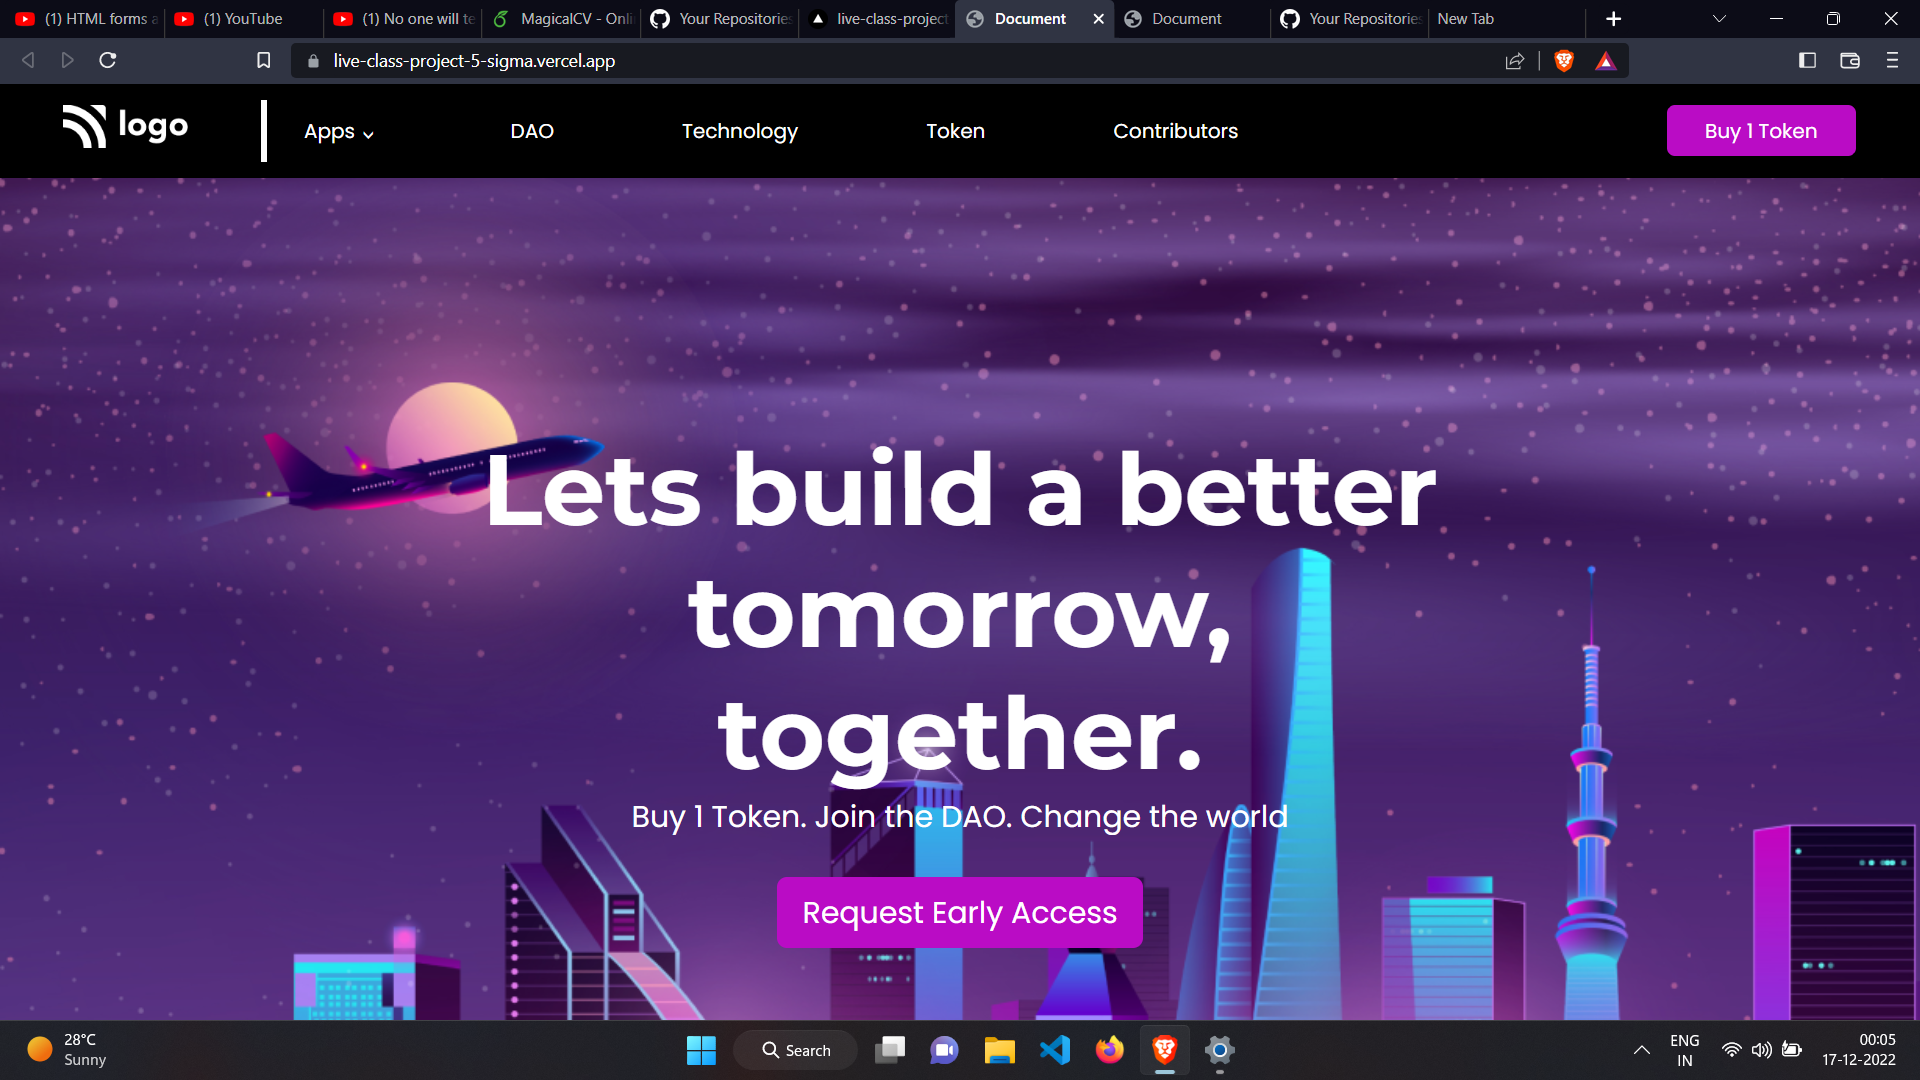 (1) HTML forms a
(1) YouTube
(1) No one will te
MagicalCV - Onli
Your Repositories
live-class-project
Document
Document
Your Repositories
New Tab
live-class-project-5-sigma.vercel.app
logo
Apps
DAO
Technology
Token
Contributors
Buy 1 Token
Lets build a better
tomorrow,
together.
Buy 1 Token. Join the DAO. Change the world
Request Early Access
28°C
Sunny
Search
ENG
IN
00:05
17-12-2022